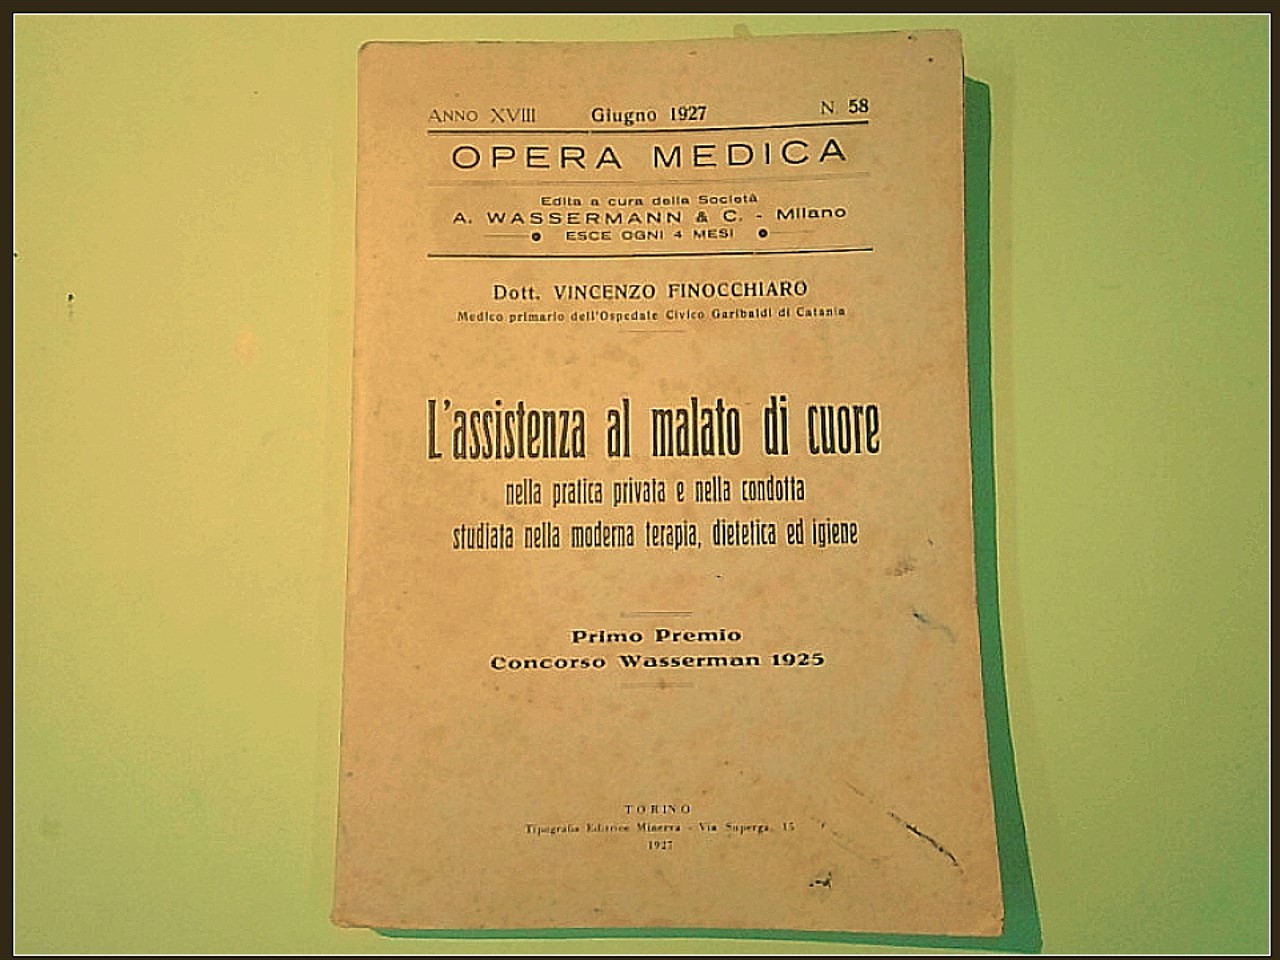 ANNO XVIII Giugno 1927 N. 58
OPERA MEDICA
Edita a cura della Società
A. WASSERMANN & C. - Milano
ESCE OGNI 4 MESI
Dott. VINCENZO FINOCCHIARO
Medico primario dell'Ospedale Civico Garibaldi di Catania
L'assistenza al malato di cuore
nella pratica privata e nella condotta
studiata nella moderna terapia, dietetica ed igiene
Primo Premio
Concorso Wasserman 1925
TORINO
Tipografia Editrice Minerva - Via Superga, 15
1927